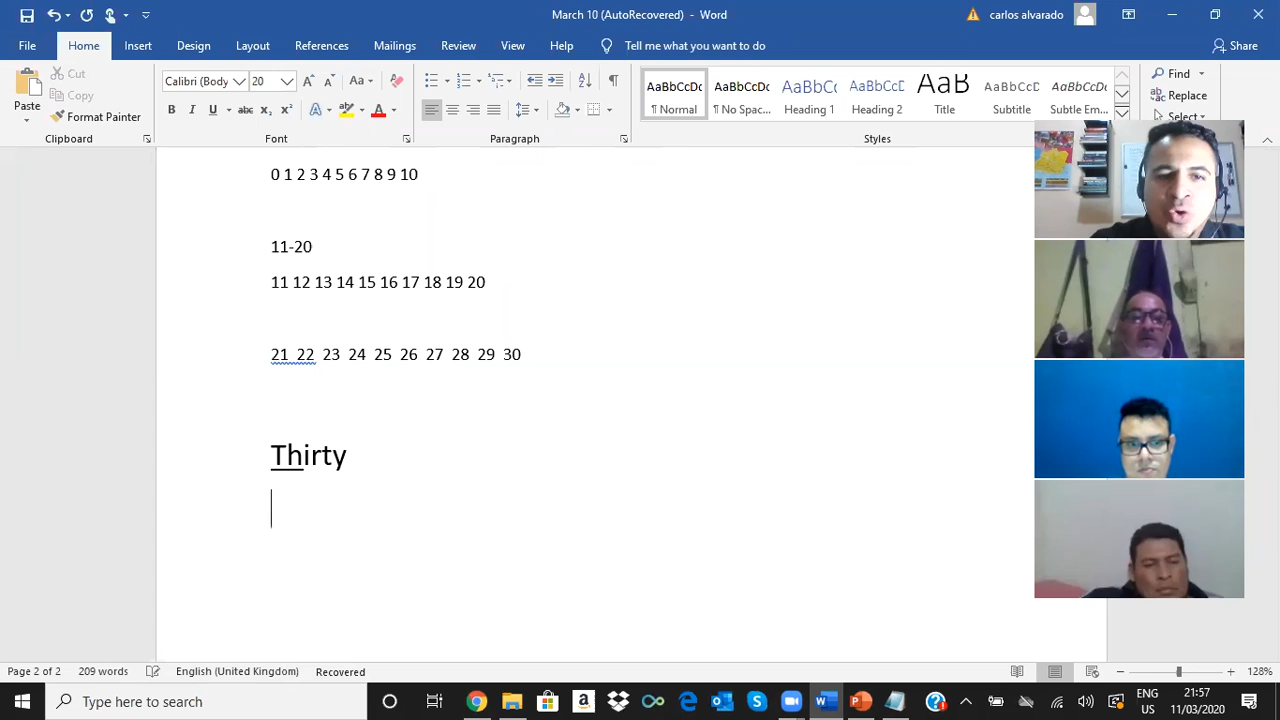 March 10 (AutoRecovered) - Word
carlos alvarado
File Home Insert Design Layout References Mailings Review View Help Tell me what you want to do Share
Paste
Cut
Copy
Format Painter
Clipboard
Calibri (Body 20
Font
Paragraph
AaBbCcDc AaBbCcDc AaBbCc AaBbCcD AaB AaBbCcD AaBbCcDc
¶ Normal ¶ No Spac... Heading 1 Heading 2 Title Subtitle Subtle Em...
Styles
Find
Replace
Select
0 1 2 3 4 5 6 7 8 9 10
11-20
11 12 13 14 15 16 17 18 19 20
21 22 23 24 25 26 27 28 29 30
Thirty
Page 2 of 2 209 words English (United Kingdom) Recovered 128%
Type here to search
ENG
US
21:57
11/03/2020